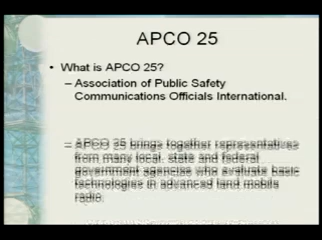 APCO 25
• What is APCO 25?
– Association of Public Safety
Communications Officials International.
– APCO 25 brings together representatives
from many local, state and federal
government agencies who evaluate basic
technologies in advanced land mobile
radio.